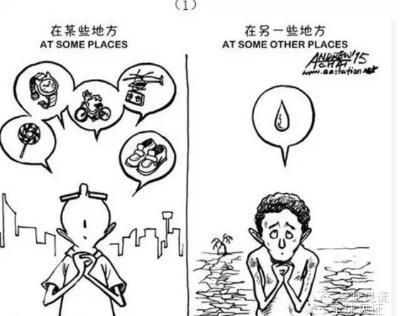 (1)
在某些地方
AT SOME PLACES
在另一些地方
AT SOME OTHER PLACES
ANDREW
CHAI '15
www.aastation.net